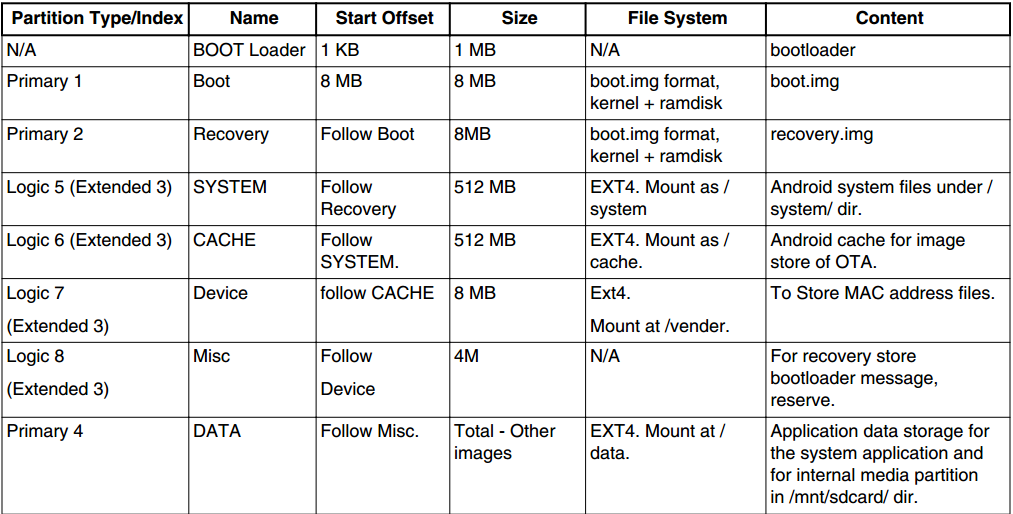 Partition Type/Index Name Start Offset Size File System Content
N/A BOOT Loader 1 KB 1 MB N/A bootloader
Primary 1 Boot 8 MB 8 MB boot.img format, boot.img
kernel + ramdisk
Primary 2 Recovery Follow Boot 8MB boot.img format, recovery.img
kernel + ramdisk
Logic 5 (Extended 3) SYSTEM Follow 512 MB EXT4. Mount as / Android system files under /
Recovery system system/ dir.
Logic 6 (Extended 3) CACHE Follow 512 MB EXT4. Mount as / Android cache for image
SYSTEM. cache. store of OTA.
Logic 7 Device follow CACHE 8 MB Ext4. To Store MAC address files.
(Extended 3) Mount at /vender.
Logic 8 Misc Follow 4M N/A For recovery store
bootloader message,
(Extended 3) Device
reserve.
Primary 4 DATA Follow Misc. Total - Other EXT4. Mount at / Application data storage for
images data. the system application and
for internal media partition
in /mnt/sdcard/ dir.